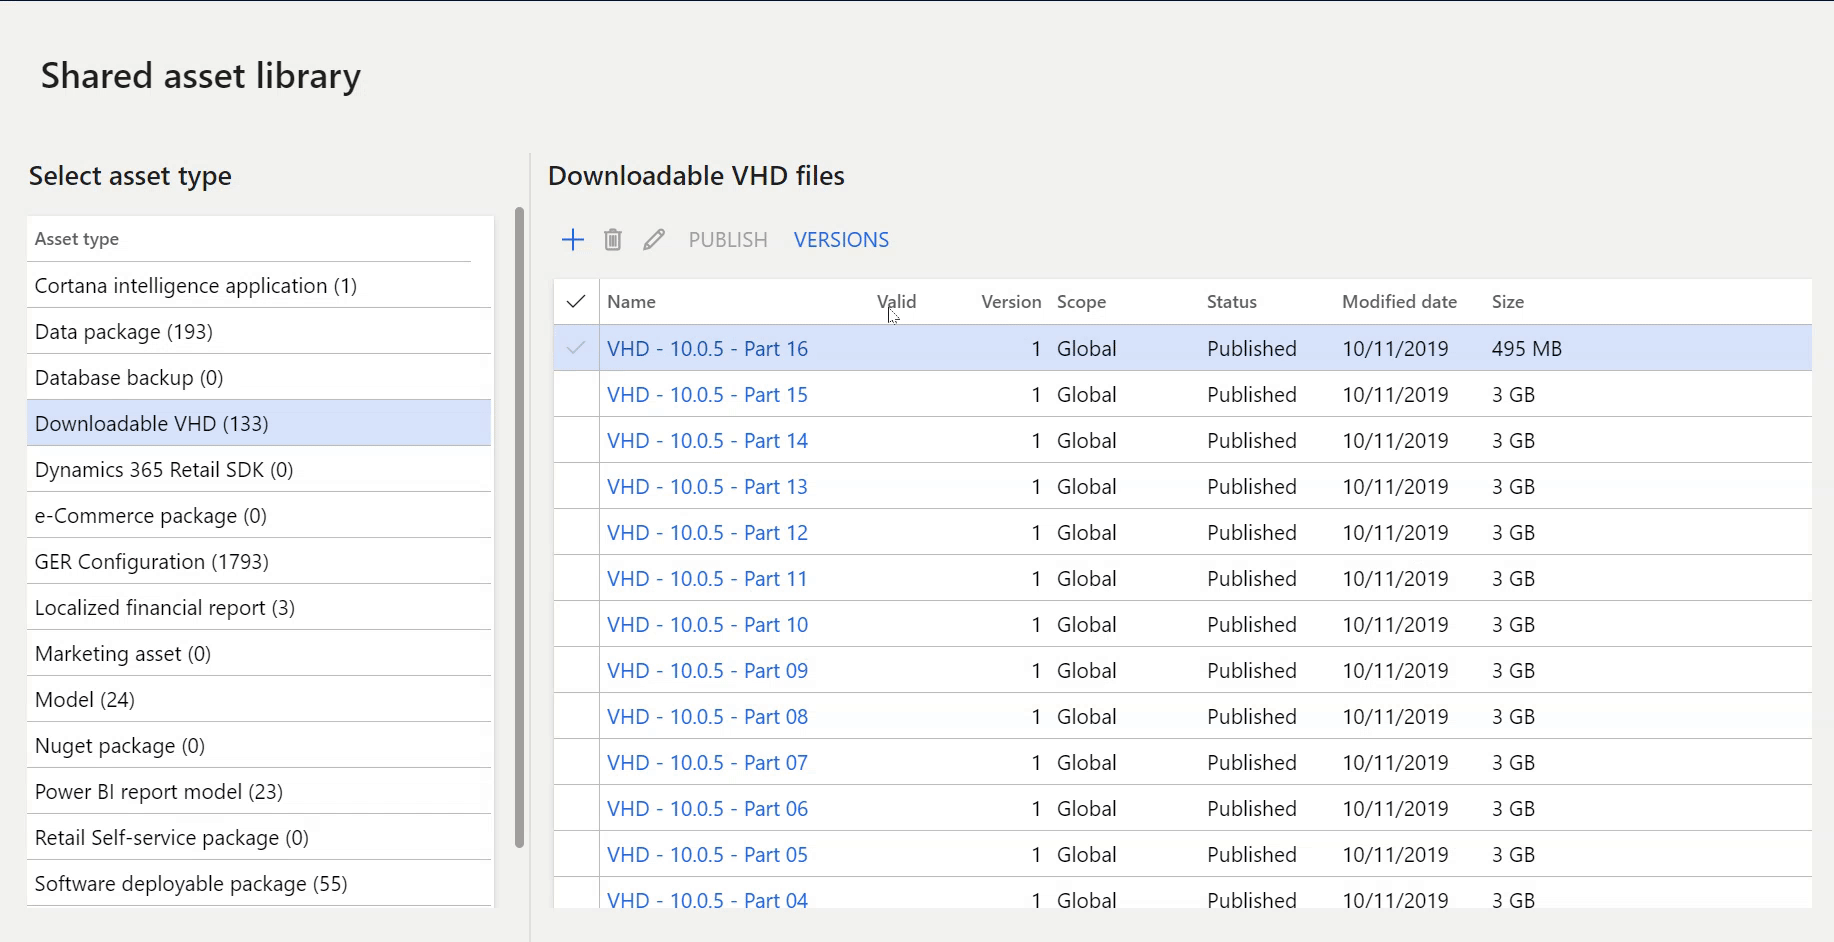 Shared asset library
Select asset type
Asset type
Cortana intelligence application (1)
Data package (193)
Database backup (0)
Downloadable VHD (133)
Dynamics 365 Retail SDK (0)
e-Commerce package (0)
GER Configuration (1793)
Localized financial report (3)
Marketing asset (0)
Model (24)
Nuget package (0)
Power BI report model (23)
Retail Self-service package (0)
Software deployable package (55)
Downloadable VHD files
PUBLISH VERSIONS
Name Valid Version Scope Status Modified date Size
VHD - 10.0.5 - Part 16 1 Global Published 10/11/2019 495 MB
VHD - 10.0.5 - Part 15 1 Global Published 10/11/2019 3 GB
VHD - 10.0.5 - Part 14 1 Global Published 10/11/2019 3 GB
VHD - 10.0.5 - Part 13 1 Global Published 10/11/2019 3 GB
VHD - 10.0.5 - Part 12 1 Global Published 10/11/2019 3 GB
VHD - 10.0.5 - Part 11 1 Global Published 10/11/2019 3 GB
VHD - 10.0.5 - Part 10 1 Global Published 10/11/2019 3 GB
VHD - 10.0.5 - Part 09 1 Global Published 10/11/2019 3 GB
VHD - 10.0.5 - Part 08 1 Global Published 10/11/2019 3 GB
VHD - 10.0.5 - Part 07 1 Global Published 10/11/2019 3 GB
VHD - 10.0.5 - Part 06 1 Global Published 10/11/2019 3 GB
VHD - 10.0.5 - Part 05 1 Global Published 10/11/2019 3 GB
VHD - 10.0.5 - Part 04 1 Global Published 10/11/2019 3 GB